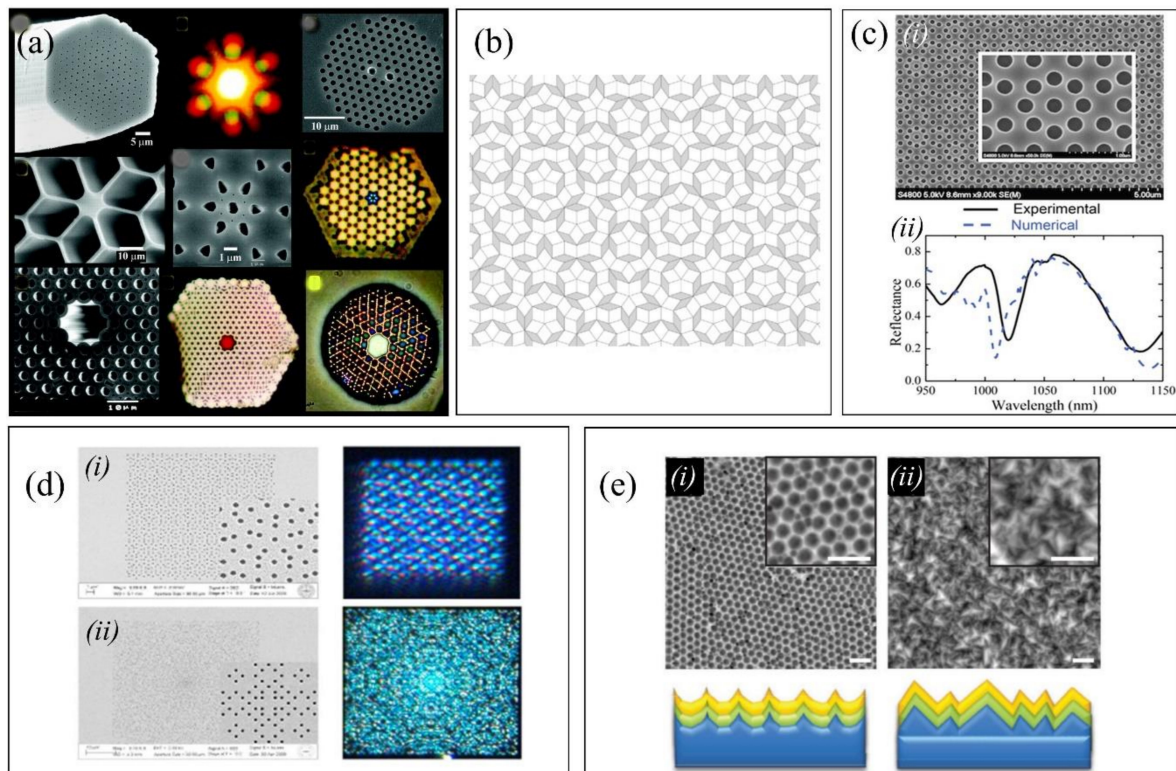 (a)
5 µm
10 µm
10 µm
1 µm
10µm
(b)
(c)
(i)
S4800 5.0kV 8.6mm x9.00k SE(M)
5.00um
(ii)
Experimental
Numerical
Reflectance
0.8
0.6
0.4
0.2
0.0
950 1000 1050 1100 1150
Wavelength (nm)
(d)
(i)
(ii)
(e)
(i)
(ii)